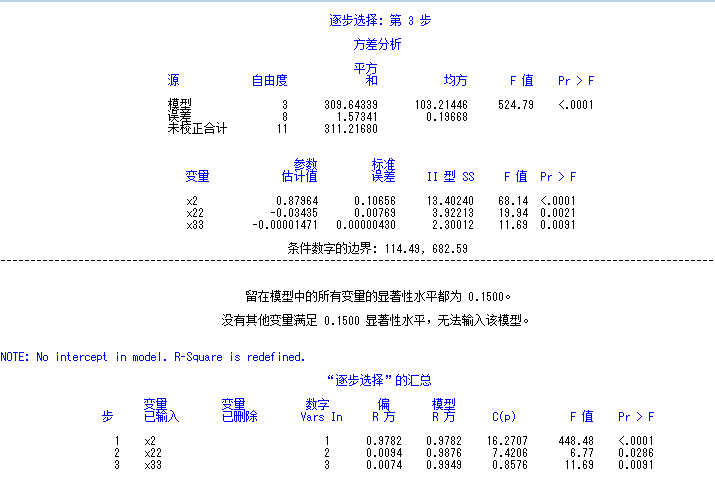 逐步选择: 第 3 步
方差分析
平方
源 自由度 和 均方 F 值 Pr > F
模型 3 309.64339 103.21446 524.79 <.0001
误差 8 1.57341 0.19668
未校正合计 11 311.21680
参数 标准
变量 估计值 误差 II 型 SS F 值 Pr > F
x2 0.87964 0.10656 13.40240 68.14 <.0001
x22 -0.03435 0.00769 3.92213 19.94 0.0021
x33 -0.00001471 0.00000430 2.30012 11.69 0.0091
条件数字的边界: 114.49, 682.59
留在模型中的所有变量的显著性水平都为 0.1500。
没有其他变量满足 0.1500 显著性水平，无法输入该模型。
NOTE: No intercept in model. R-Square is redefined.
“逐步选择”的汇总
变量 变量 数字 偏 模型
步 已输入 已删除 Vars In R 方 R 方 C(p) F 值 Pr > F
1 x2 1 0.9782 0.9782 16.2707 448.48 <.0001
2 x22 2 0.0094 0.9876 7.4206 6.77 0.0286
3 x33 3 0.0074 0.9949 0.8576 11.69 0.0091